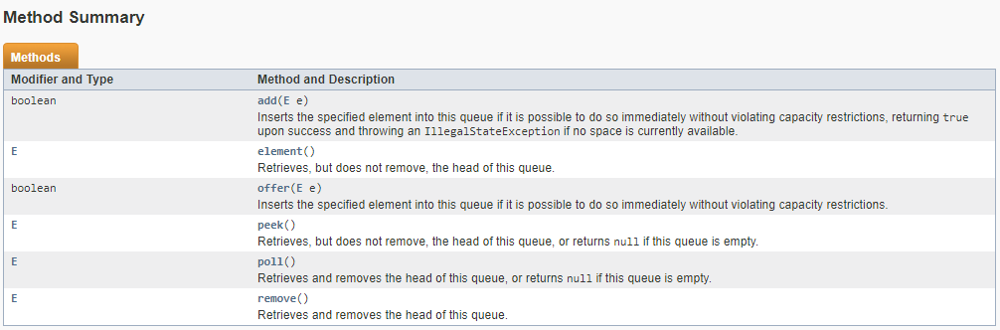 Method Summary
Methods
Modifier and Type Method and Description
boolean add(E e)
Inserts the specified element into this queue if it is possible to do so immediately without violating capacity restrictions, returning true
upon success and throwing an IllegalStateException if no space is currently available.
E element()
Retrieves, but does not remove, the head of this queue.
boolean offer(E e)
Inserts the specified element into this queue if it is possible to do so immediately without violating capacity restrictions.
E peek()
Retrieves, but does not remove, the head of this queue, or returns null if this queue is empty.
E poll()
Retrieves and removes the head of this queue, or returns null if this queue is empty.
E remove()
Retrieves and removes the head of this queue.